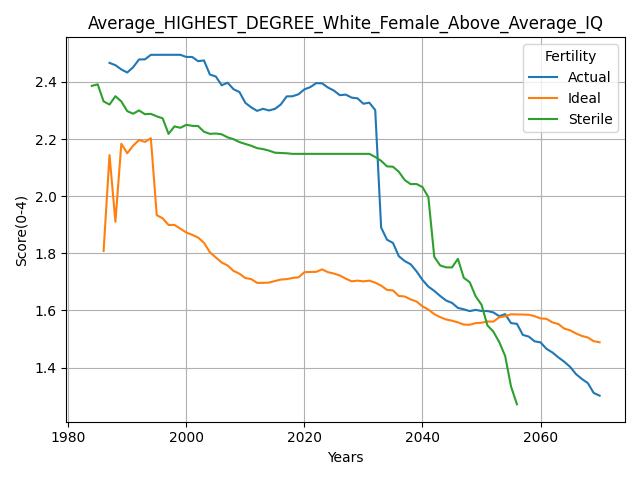 Average_HIGHEST_DEGREE_White_Female_Above_Average_IQ
Fertility
Actual
Ideal
Sterile
Score(0-4)
2.4
2.2
2.0
1.8
1.6
1.4
1980
2000
2020
2040
2060
Years